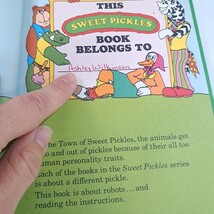 THIS
SWEET PICKLES
BOOK
BELONGS TO
Ashley Wilkinson
the Town of Sweet Pickles, the animals get
and out of pickles because of their all too
human personality traits.
Each of the books in the Sweet Pickles series
is about a different pickle.
This book is about robots...and
reading the instructions.